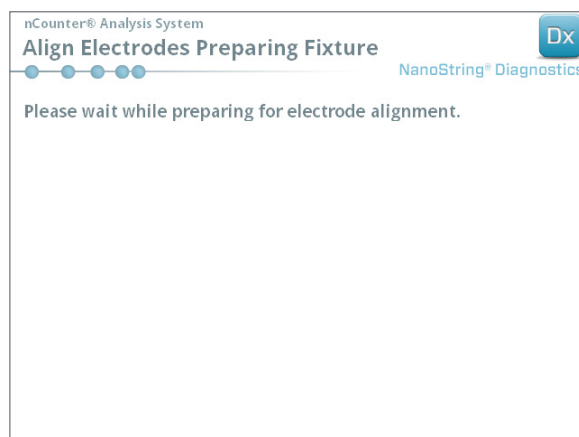 nCounter® Analysis System
Align Electrodes Preparing Fixture
Dx
NanoString® Diagnostics
Please wait while preparing for electrode alignment.